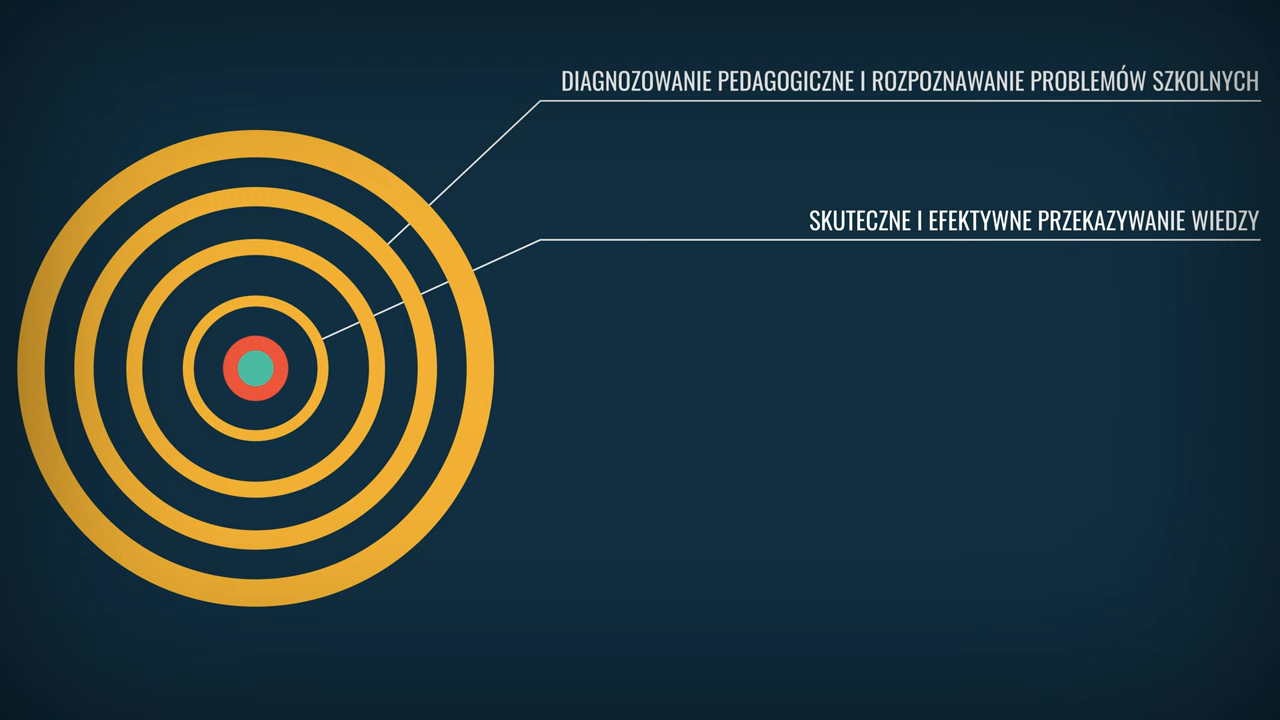 DIAGNOZOWANIE PEDAGOGICZNE I ROZPOZNAWANIE PROBLEMÓW SZKOLNYCH
SKUTECZNE I EFEKTYWNE PRZEKAZYWANIE WIEDZY